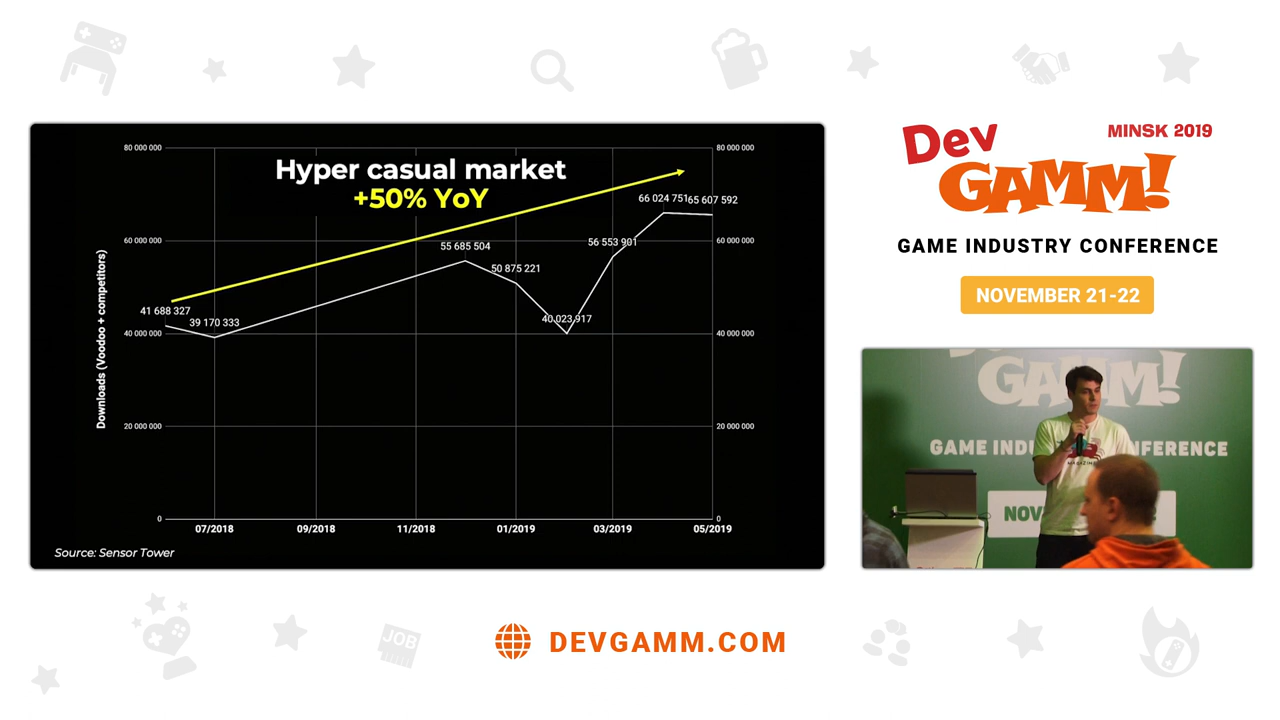 80 000 000
80 000 000
Hyper casual market
+50% YoY
66 024 751
65 607 592
60 000 000
60 000 000
55 685 504
56 553 901
50 875 221
41 688 327
39 170 333
40 023 917
40 000 000
40 000 000
20 000 000
20 000 000
0
0
Downloads (Voodoo + competitors)
07/2018
09/2018
11/2018
01/2019
03/2019
05/2019
Source: Sensor Tower
Dev
GAMM!
MINSK 2019
GAME INDUSTRY CONFERENCE
NOVEMBER 21-22
GAMM!
GAME IND
NFERENCE
NOV
JOB
DEVGAMM.COM